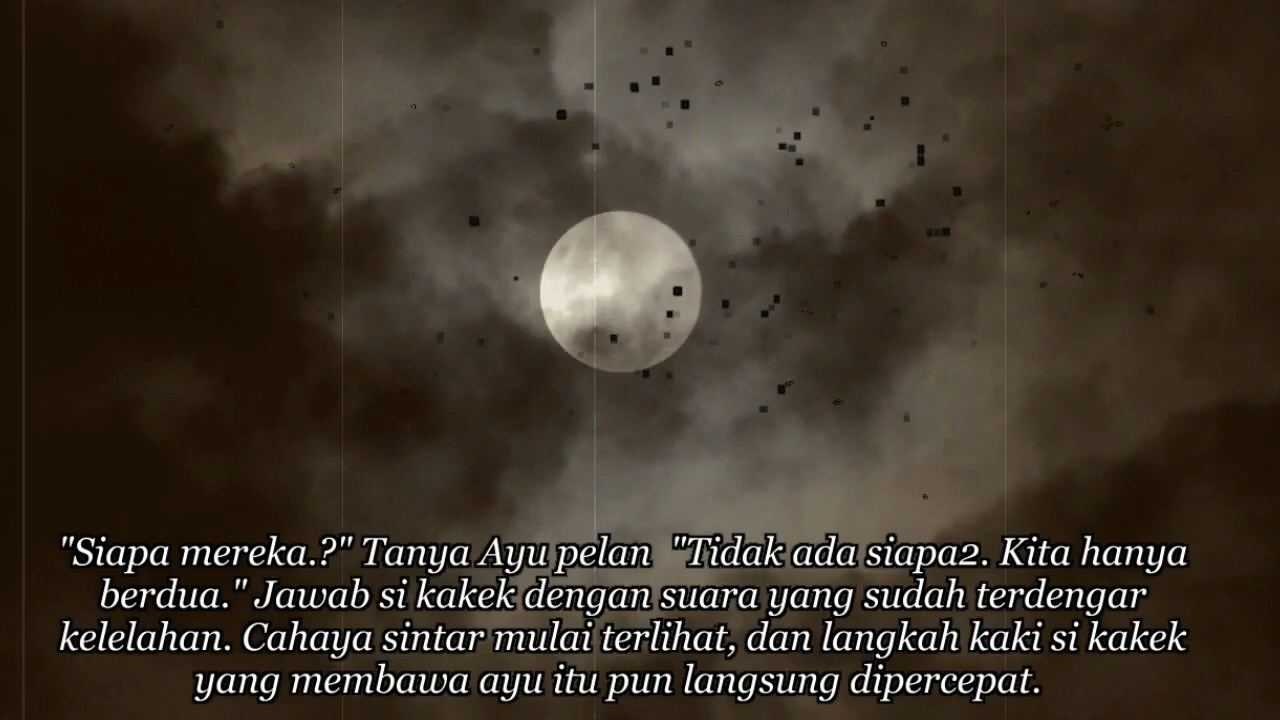 "Siapa mereka.?" Tanya Ayu pelan  "Tidak ada siapa2. Kita hanya
berdua." Jawab si kakek dengan suara yang sudah terdengar
kelelahan. Cahaya sintar mulai terlihat, dan langkah kaki si kakek
yang membawa ayu itu pun langsung dipercepat.